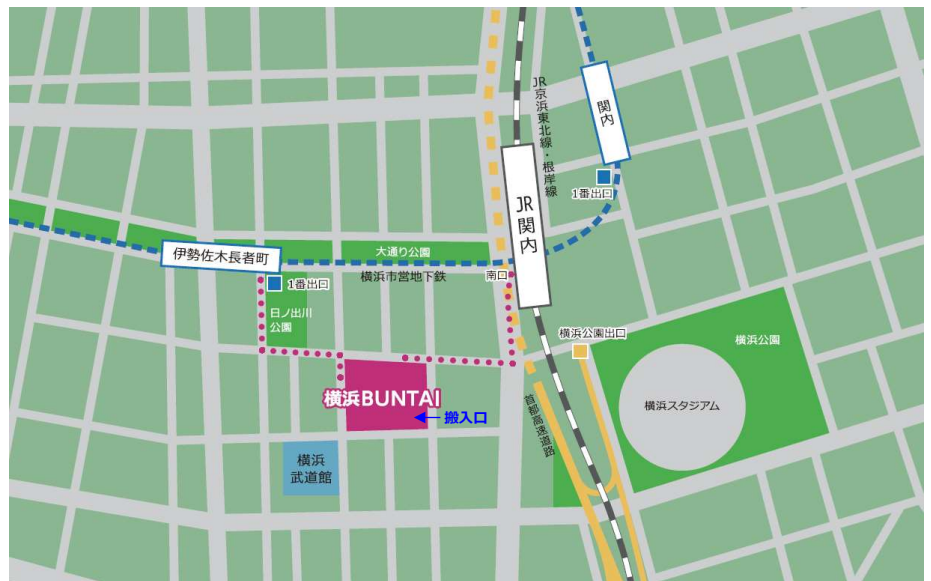 関内
JR京浜東北線・根岸線
1番出口
JR関内
大通り公園
伊勢佐木長者町
横浜市営地下鉄
南口
1番出口
日ノ出川
公園
横浜公園出口
横浜公園
横浜BUNTAI
搬入口
首都高速道路
横浜スタジアム
横浜
武道館